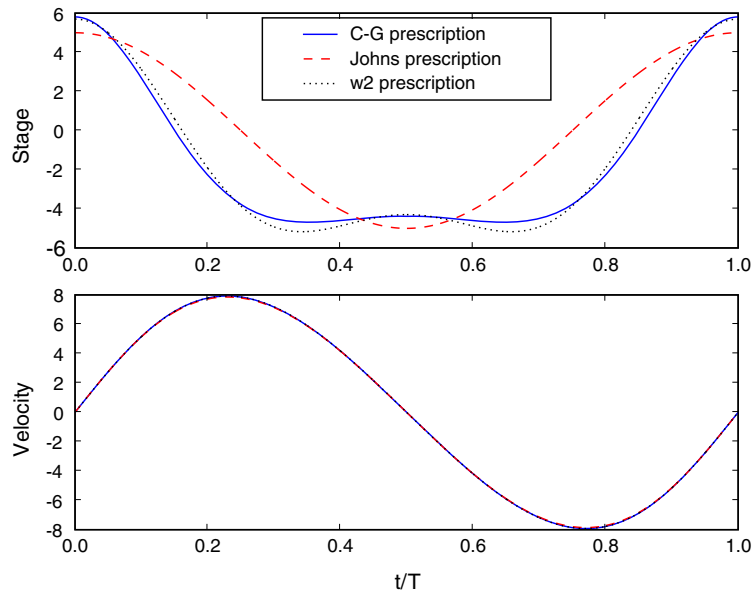 6
4
2
0
-2
-4
-6
Stage
C-G prescription
Johns prescription
w2 prescription
0.0 0.2 0.4 0.6 0.8 1.0
8
6
4
2
0
-2
-4
-6
-8
Velocity
0.0 0.2 0.4 0.6 0.8 1.0
t/T